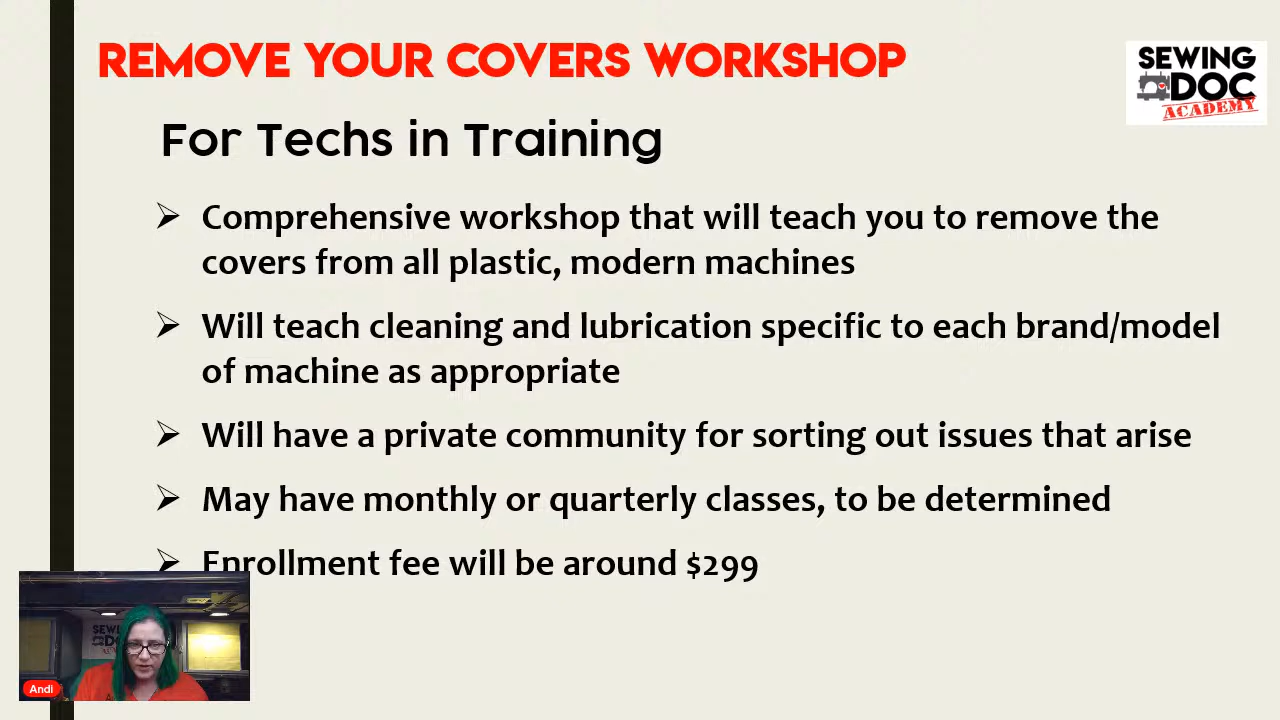 REMOVE YOUR COVERS WORKSHOP
SEWING
DOC
ACADEMY
For Techs in Training
Comprehensive workshop that will teach you to remove the
covers from all plastic, modern machines
Will teach cleaning and lubrication specific to each brand/model
of machine as appropriate
Will have a private community for sorting out issues that arise
May have monthly or quarterly classes, to be determined
Enrollment fee will be around $299
SEWING
DOC
Andi